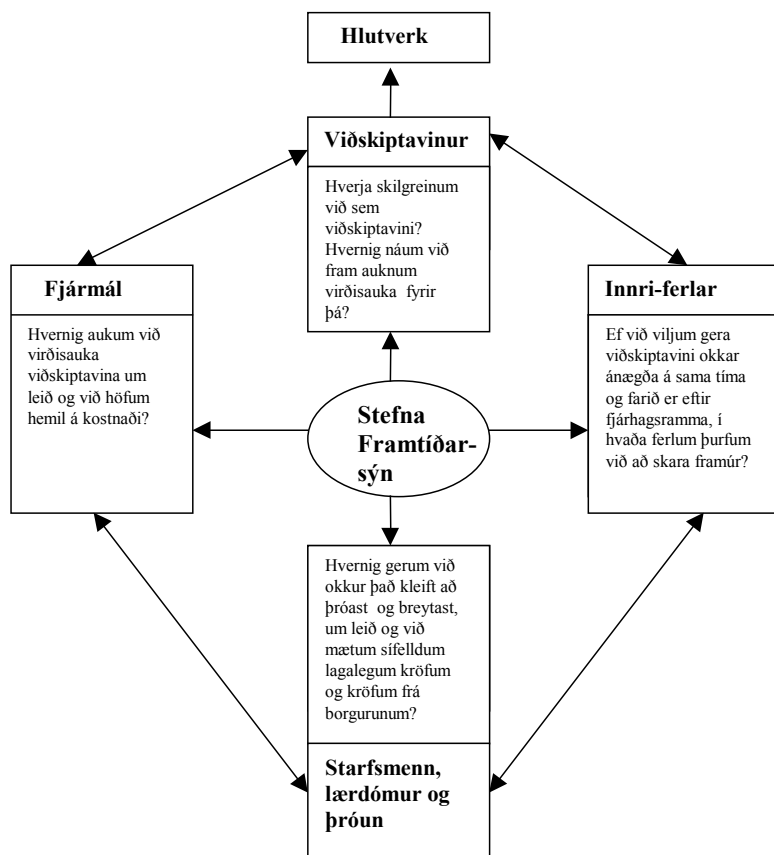 Hlutverk
Viðskiptavinur
Hverja skilgreinum
við sem
viðskiptavini?
Hvernig náum við
fram auknum
virðisauka fyrir
þá?
Fjármál
Hvernig aukum við
virðisauka
viðskiptavina um
leið og við höfum
hemil á kostnaði?
Innri-ferlar
Ef við viljum gera
viðskiptavini okkar
ánægða á sama tíma
og farið er eftir
fjárhagsramma, í
hvaða ferlum þurfum
við að skara framúr?
Stefna
Framtíðar-
sýn
Hvernig gerum við
okkur það kleift að
þróast og breytast,
um leið og við
mætum sífelldum
lagalegum kröfum
og kröfum frá
borgurunum?
Starfsmenn,
lærdómur og
þróun